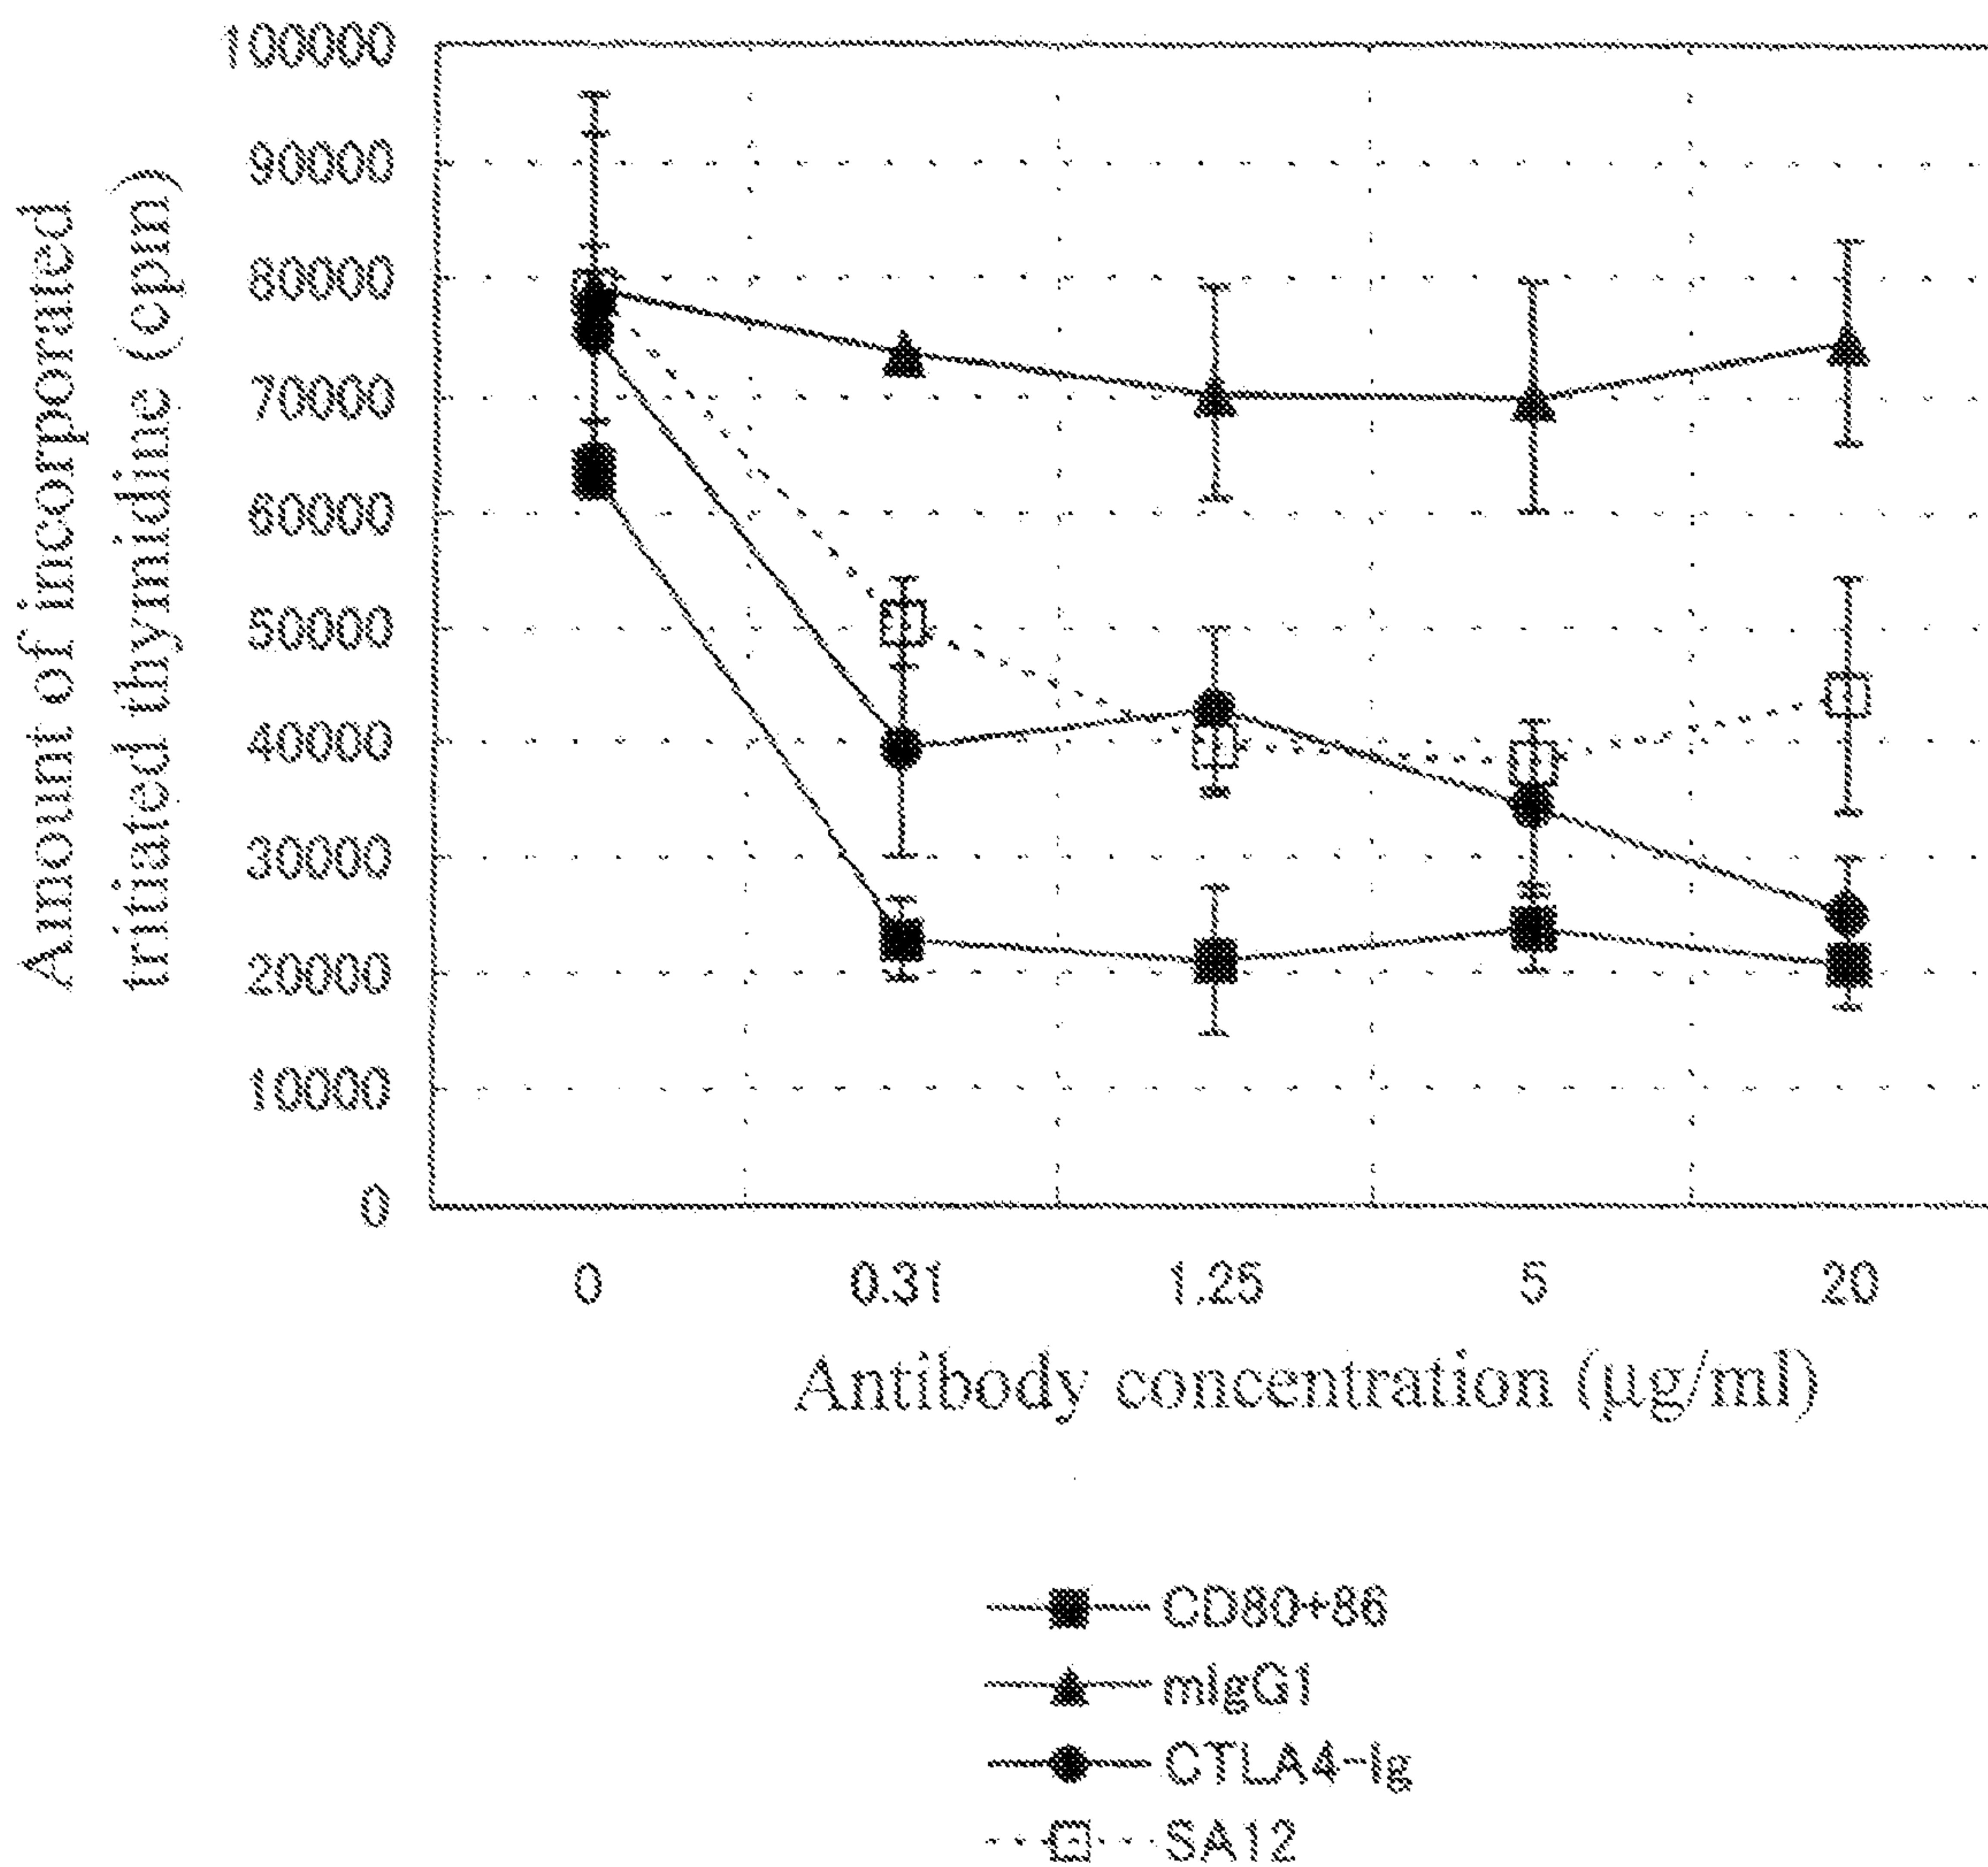 Amount of incorporated
tritiated thymidine (cpm)
100000
90000
80000
70000
60000
50000
40000
30000
20000
10000
0
0 0.31 1.25 5 20
Antibody concentration (μg/ml)
CD80+86
mIgG1
CTLA4-Ig
SA12